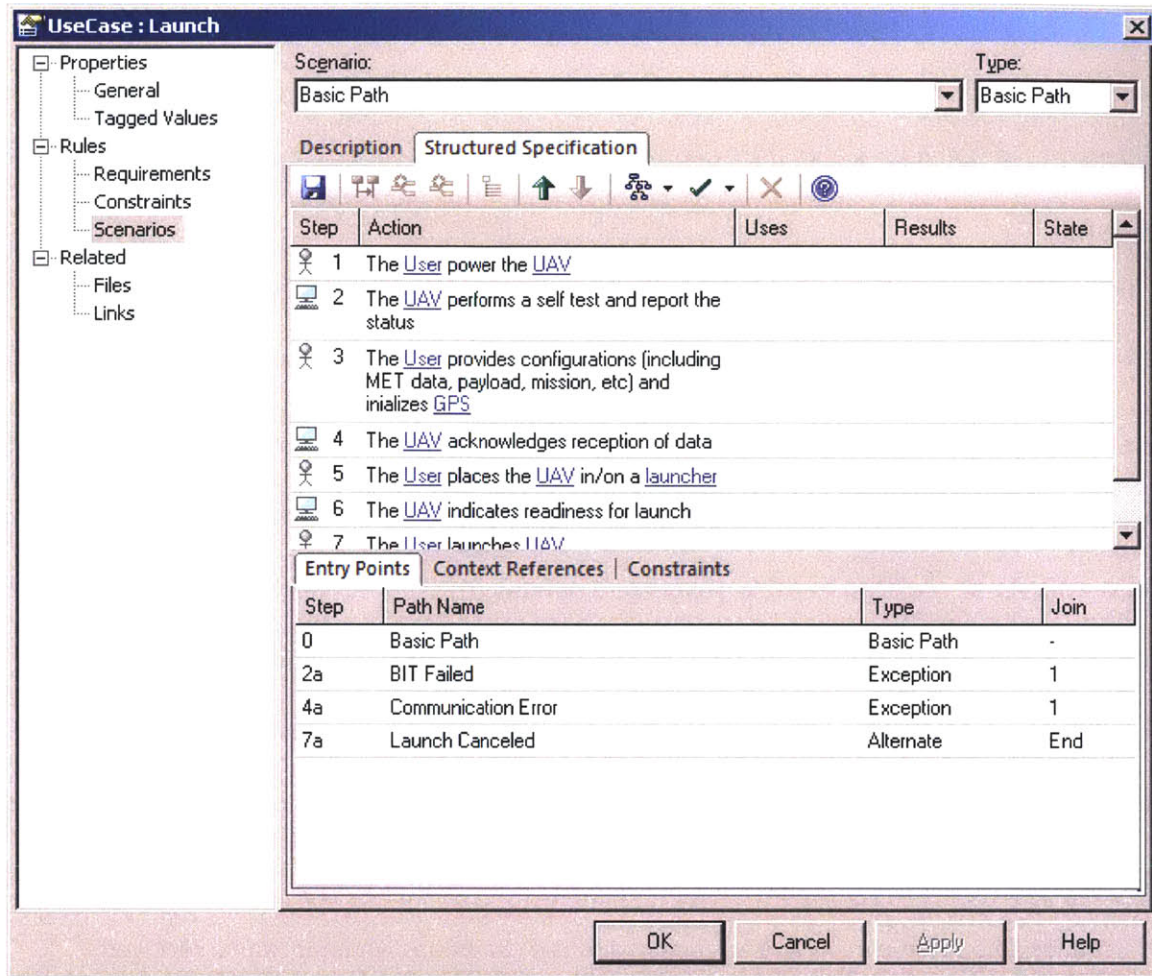 UseCase : Launch
Properties
General
Tagged Values
Rules
Requirements
Constraints
Scenarios
Related
Files
Links
Scenario: Type:
Basic Path Basic Path
Description Structured Specification
Step Action Uses Results State
1 The User power the UAV
2 The UAV performs a self test and report the
status
3 The User provides configurations (including
MET data, payload, mission, etc) and
inializes GPS
4 The UAV acknowledges reception of data
5 The User places the UAV in/on a launcher
6 The UAV indicates readiness for launch
7 The User launches UAV
Entry Points Context References | Constraints
Step Path Name Type Join
0 Basic Path Basic Path -
2a BIT Failed Exception 1
4a Communication Error Exception 1
7a Launch Canceled Alternate End
OK Cancel Apply Help